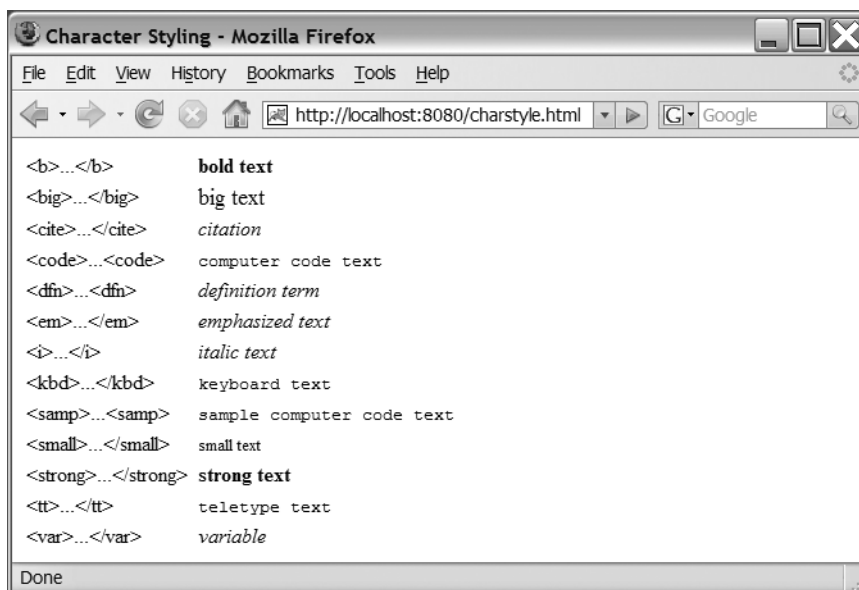 Character Styling - Mozilla Firefox
File Edit View History Bookmarks Tools Help
http://localhost:8080/charstyle.html G Google
<b>...</b> bold text
<big>...</big> big text
<cite>...</cite> citation
<code>...<code> computer code text
<dfn>...<dfn> definition term
<em>...</em> emphasized text
<i>...</i> italic text
<kbd>...</kbd> keyboard text
<samp>...<samp> sample computer code text
<small>...</small> small text
<strong>...</strong> strong text
<tt>...</tt> teletype text
<var>...</var> variable
Done